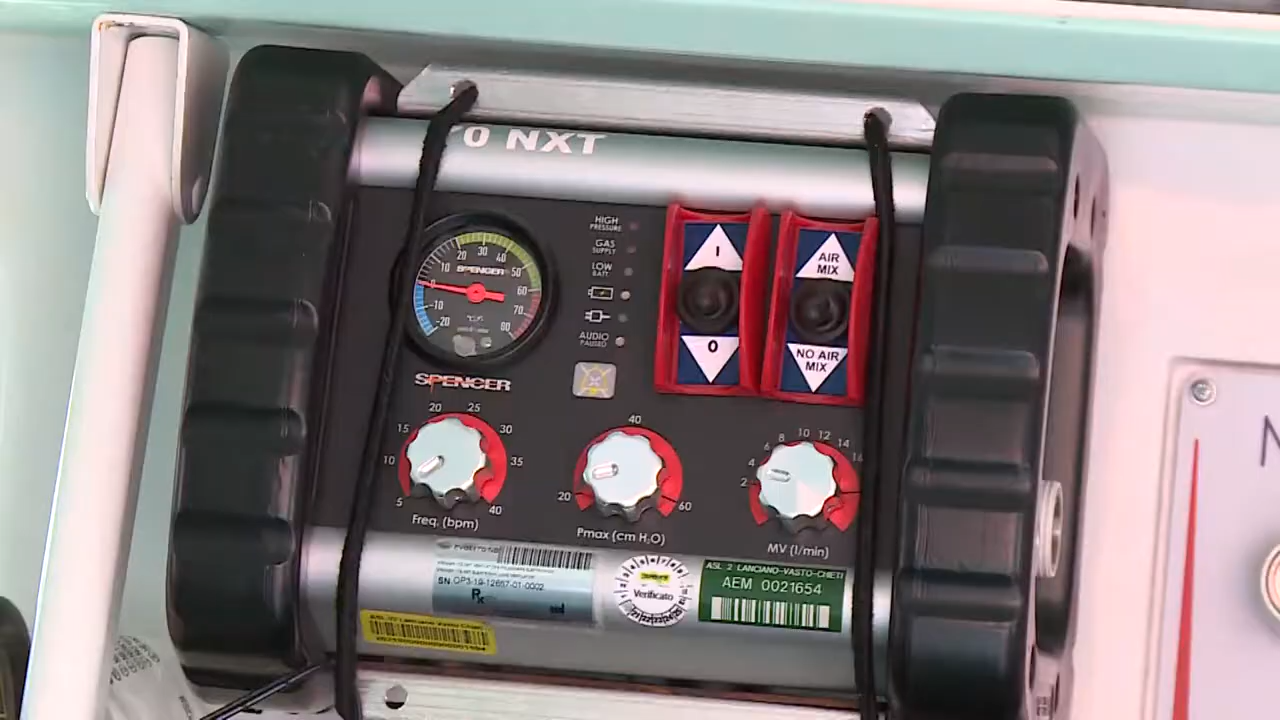 70 NXT
HIGH
PRESSURE
GAS
SUPPLY
LOW
BATT.
AUDIO
PAUSED
-20
-10
0
10
20
30
40
50
60
70
80
SPENCER
I
0
AIR
MIX
NO AIR
MIX
SPENCER
5
10
15
20
25
30
35
40
Freq. (bpm)
20
40
60
Pmax (cm H₂O)
2
4
6
8
10
12
14
16
MV (l/min)
SN OP3-19-12667-01-0002
Rx
Verificato
ASL 2 LANCIANO-VASTO-CHIETI
AEM 0021654
N